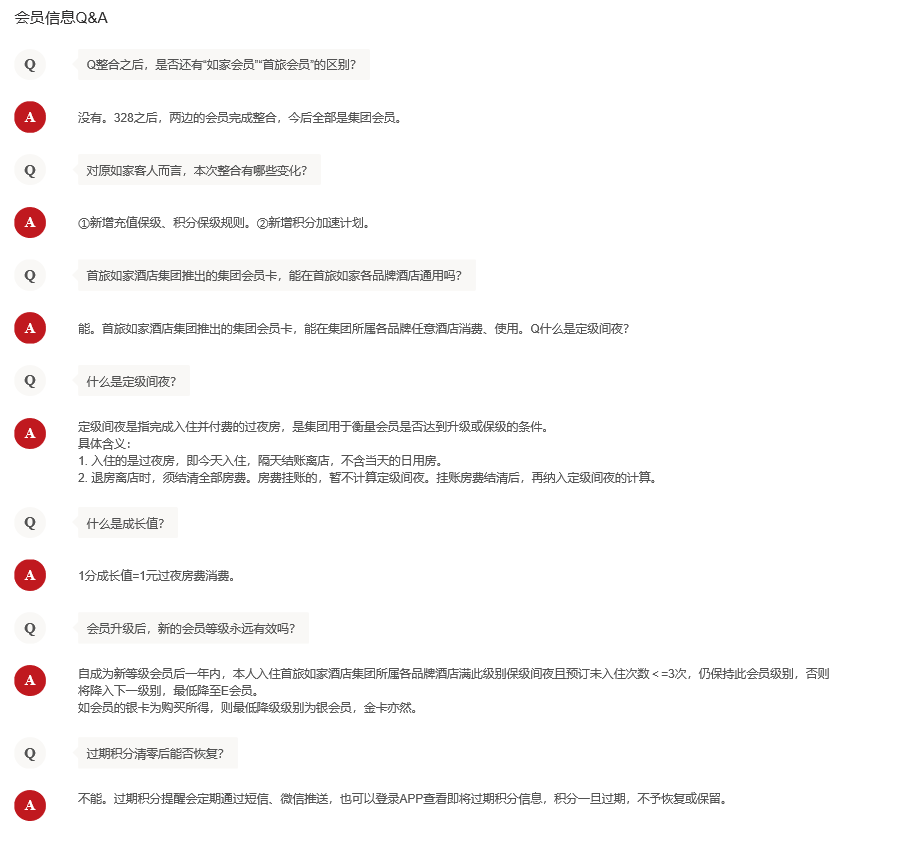 会员信息Q&A
Q
Q整合之后，是否还有“如家会员”“首旅会员”的区别?
A
没有。328之后，两边的会员完成整合，今后全部是集团会员。
Q
对原如家客人而言，本次整合有哪些变化?
A
①新增充值保级、积分保级规则。②新增积分加速计划。
Q
首旅如家酒店集团推出的集团会员卡，能在首旅如家各品牌酒店通用吗?
A
能。首旅如家酒店集团推出的集团会员卡，能在集团所属各品牌任意酒店消费、使用。Q什么是定级间夜?
Q
什么是定级间夜?
A
定级间夜是指完成入住并付费的过夜房，是集团用于衡量会员是否达到升级或保级的条件。
具体含义：
1. 入住的是过夜房，即今天入住，隔天结账离店，不含当天的日用房。
2. 退房离店时，须结清全部房费。房费挂账的，暂不计算定级间夜。挂账房费结清后，再纳入定级间夜的计算。
Q
什么是成长值?
A
1分成长值=1元过夜房费消费。
Q
会员升级后，新的会员等级永远有效吗?
A
自成为新等级会员后一年内，本人入住首旅如家酒店集团所属各品牌酒店满此级别保级间夜且预订未入住次数＜=3次，仍保持此会员级别，否则
将降入下一级别，最低降至E会员。
如会员的银卡为购买所得，则最低降级级别为银会员，金卡亦然。
Q
过期积分清零后能否恢复?
A
不能。过期积分提醒会定期通过短信、微信推送，也可以登录APP查看即将过期积分信息，积分一旦过期，不予恢复或保留。